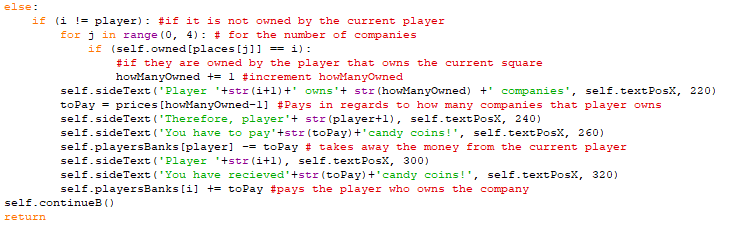 else:
    if (i != player): #if it is not owned by the current player
        for j in range(0, 4): # for the number of companies
            if (self.owned[places[j]] == i):
                #if they are owned by the player that owns the current square
                howManyOwned += 1 #increment howManyOwned
        self.sideText('Player '+str(i+1)+' owns'+ str(howManyOwned) +' companies', self.textPosX, 220)
        toPay = prices[howManyOwned-1] #Pays in regards to how many companies that player owns
        self.sideText('Therefore, player'+ str(player+1), self.textPosX, 240)
        self.sideText('You have to pay'+str(toPay)+'candy coins!', self.textPosX, 260)
        self.playersBanks[player] -= toPay # takes away the money from the current player
        self.sideText('Player '+str(i+1), self.textPosX, 300)
        self.sideText('You have recieved'+str(toPay)+'candy coins!', self.textPosX, 320)
        self.playersBanks[i] += toPay #pays the player who owns the company
self.continueB()
return